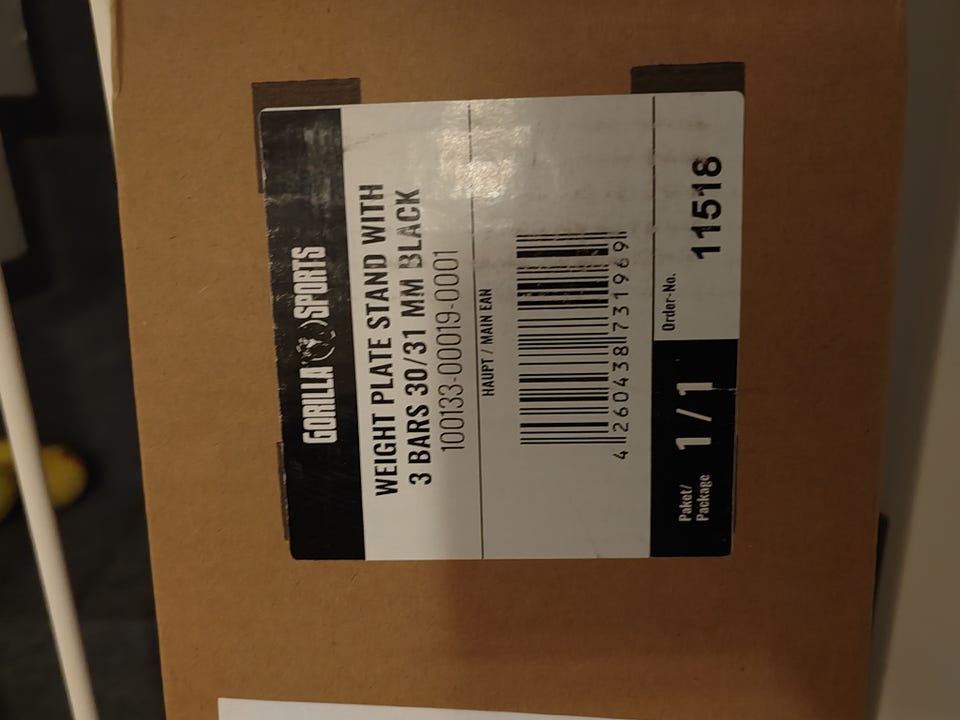 GORILLA SPORTS
WEIGHT PLATE STAND WITH
3 BARS 30/31 MM BLACK
100133-00019-0001
HAUPT / MAIN EAN
4 260438 731969
Paket/
Package
1 / 1
Order-No.
11518